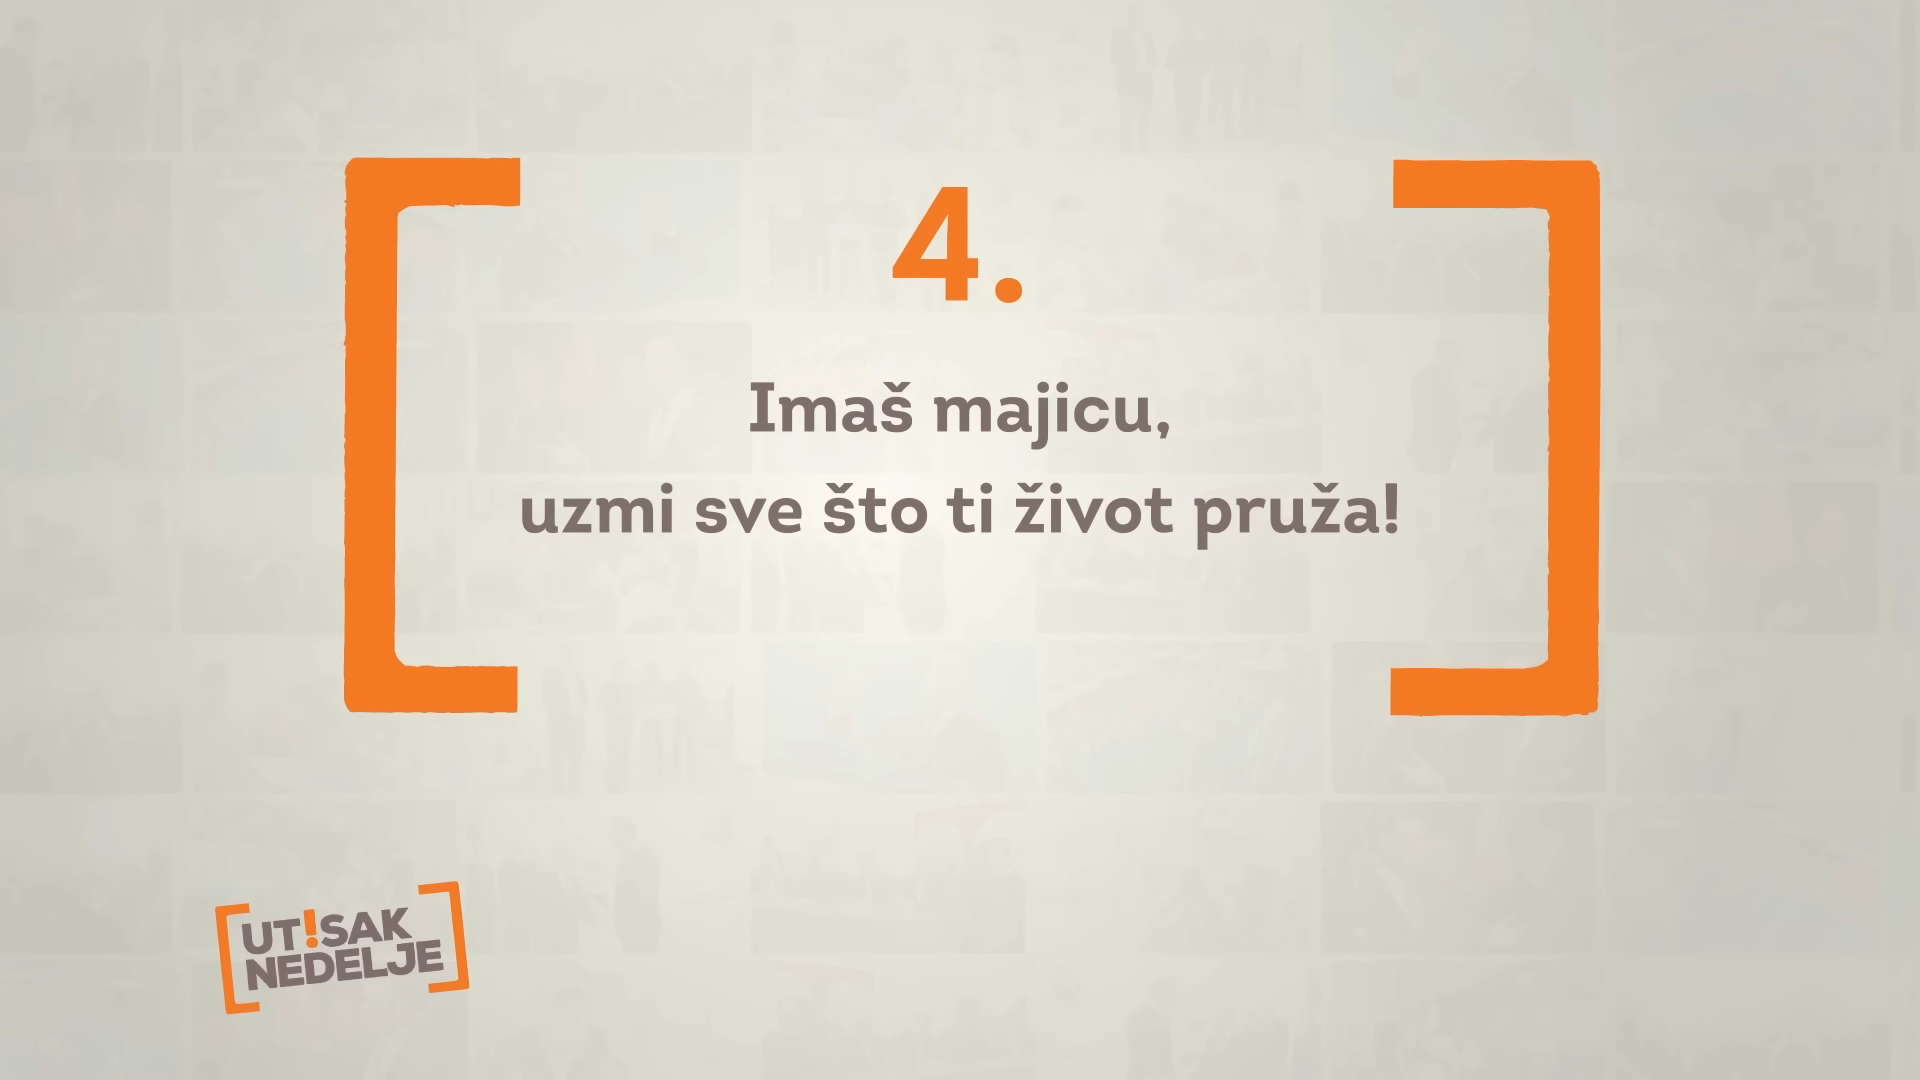 4.
Imaš majicu,
uzmi sve što ti život pruža!
UT!SAK
NEDELJE